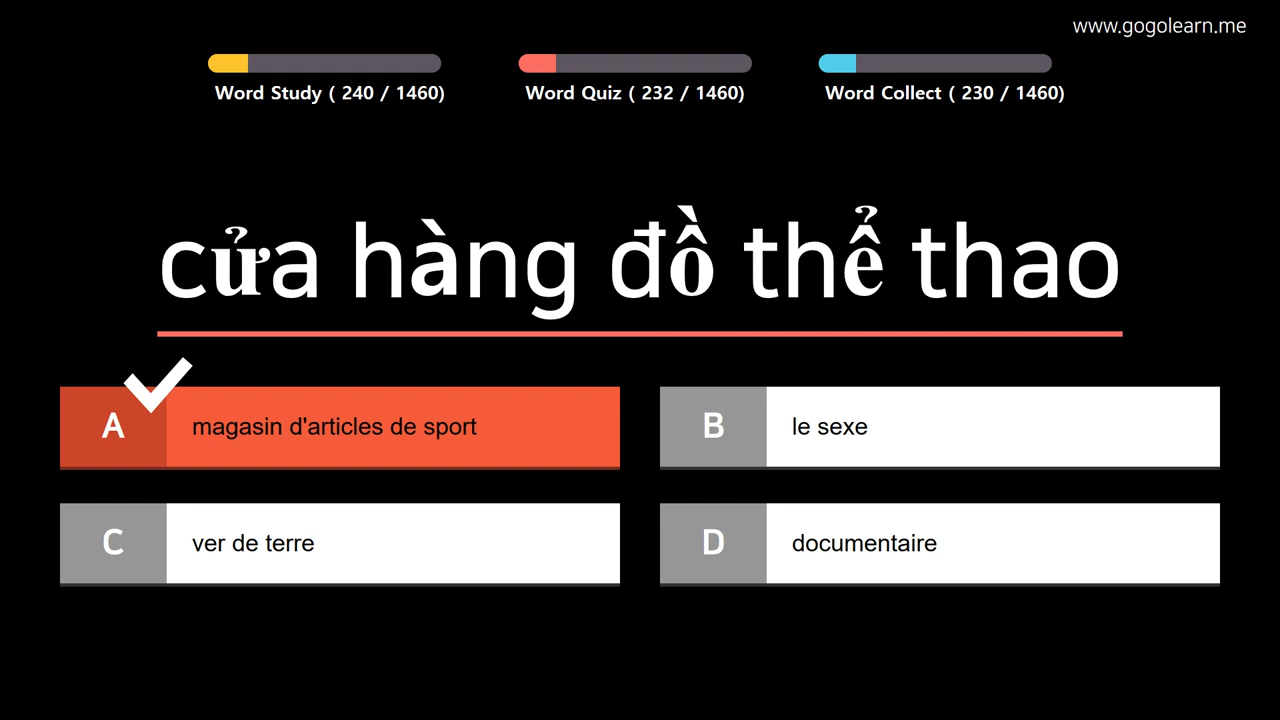 www.gogolearn.me
Word Study ( 240 / 1460)
Word Quiz ( 232 / 1460)
Word Collect ( 230 / 1460)
cửa hàng đồ thể thao
A magasin d'articles de sport
B le sexe
C ver de terre
D documentaire